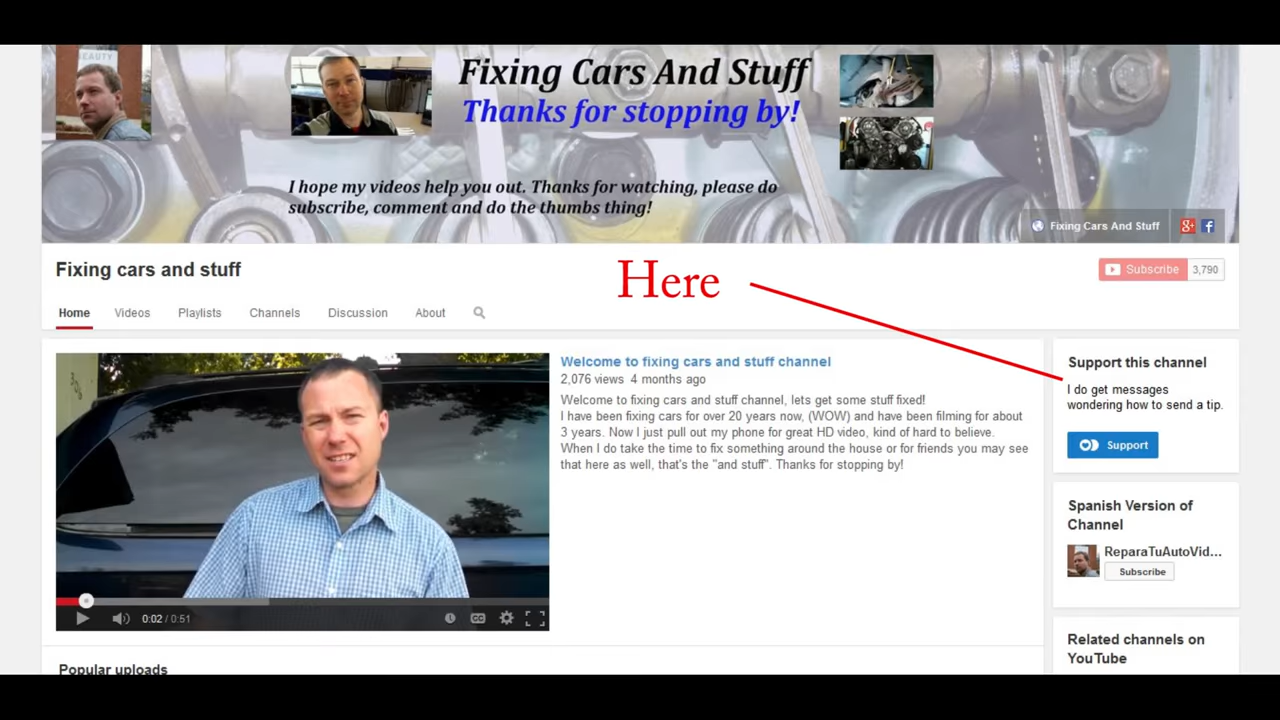 BEAUTY
Fixing Cars And Stuff
Thanks for stopping by!
I hope my videos help you out. Thanks for watching, please do
subscribe, comment and do the thumbs thing!
Fixing Cars And Stuff
Fixing cars and stuff
Here
Subscribe 3,790
Home Videos Playlists Channels Discussion About
Welcome to fixing cars and stuff channel
2,076 views 4 months ago
Welcome to fixing cars and stuff channel, lets get some stuff fixed!
I have been fixing cars for over 20 years now, (WOW) and have been filming for about
3 years. Now I just pull out my phone for great HD video, kind of hard to believe.
When I do take the time to fix something around the house or for friends you may see
that here as well, that's the "and stuff". Thanks for stopping by!
0:02 / 0:51
CC
Support this channel
I do get messages
wondering how to send a tip.
Support
Spanish Version of
Channel
ReparaTuAutoVid...
Subscribe
Related channels on
YouTube
Popular uploads